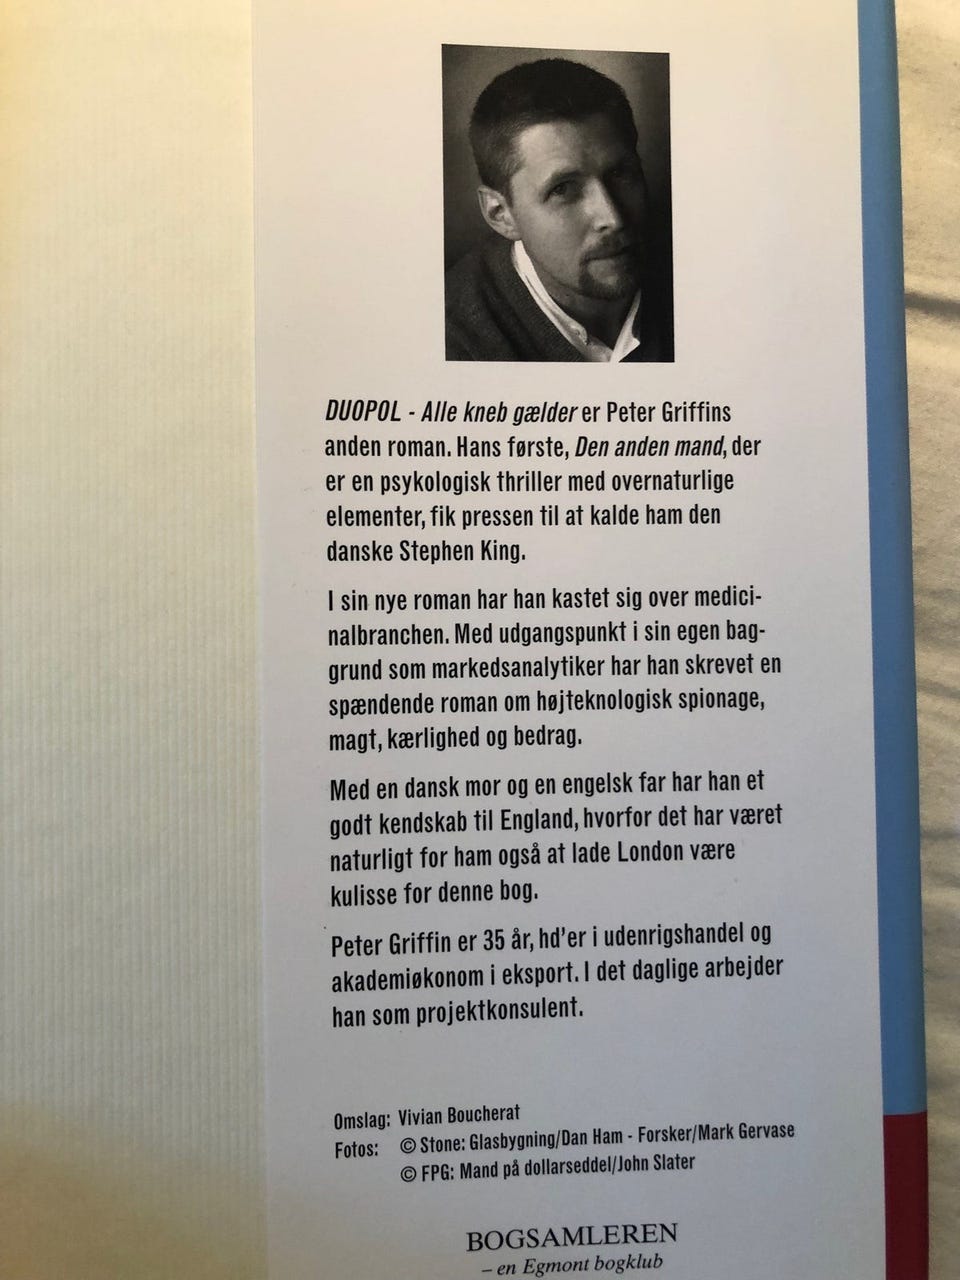 DUOPOL - Alle kneb gælder er Peter Griffins
anden roman. Hans første, Den anden mand, der
er en psykologisk thriller med overnaturlige
elementer, fik pressen til at kalde ham den
danske Stephen King.
I sin nye roman har han kastet sig over medici-
nalbranchen. Med udgangspunkt i sin egen bag-
grund som markedsanalytiker har han skrevet en
spændende roman om højteknologisk spionage,
magt, kærlighed og bedrag.
Med en dansk mor og en engelsk far har han et
godt kendskab til England, hvorfor det har været
naturligt for ham også at lade London være
kulisse for denne bog.
Peter Griffin er 35 år, hd'er i udenrigshandel og
akademiøkonom i eksport. I det daglige arbejder
han som projektkonsulent.
Omslag: Vivian Boucherat
Fotos: © Stone: Glasbygning/Dan Ham - Forsker/Mark Gervase
© FPG: Mand på dollarseddel/John Slater
BOGSAMLEREN
– en Egmont bogklub